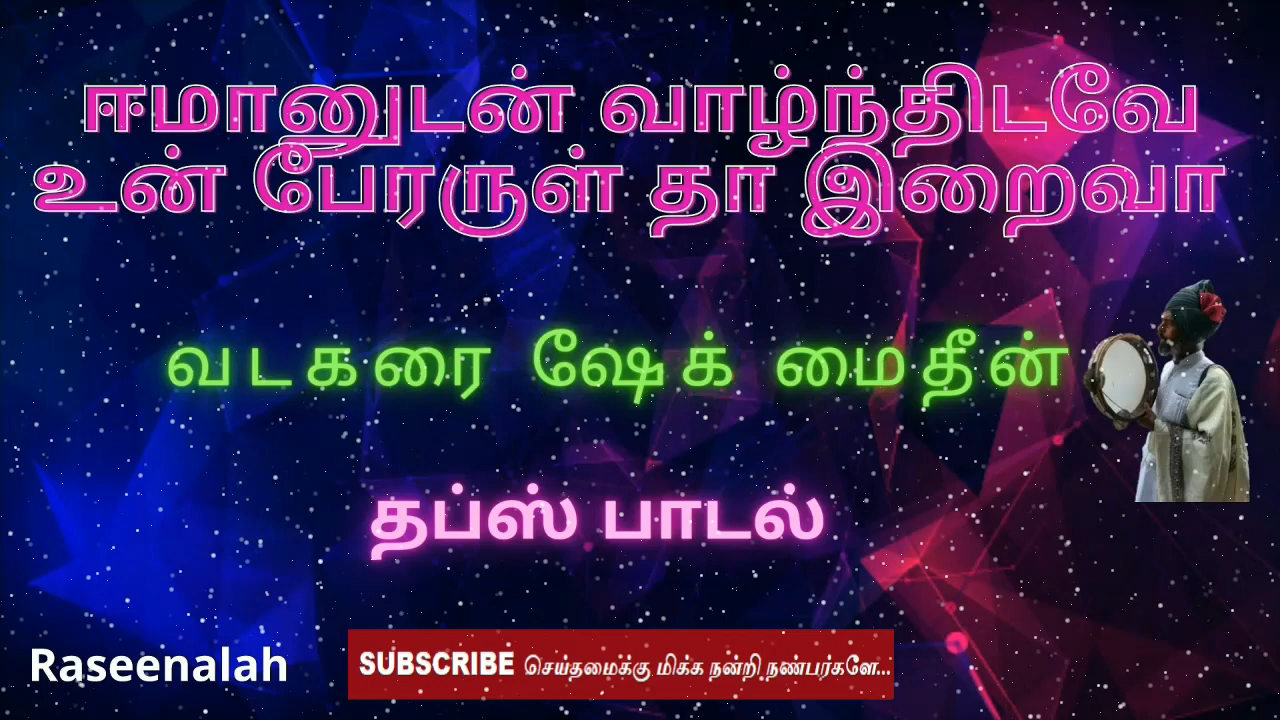 ஈமானுடன் வாழ்ந்திடவே
உன் பேரருள் தா இறைவா
வடகரை ஷேக் மைதீன்
தப்ஸ் பாடல்
Raseenalah
SUBSCRIBE செய்தமைக்கு மிக்க நன்றி நண்பர்களே...